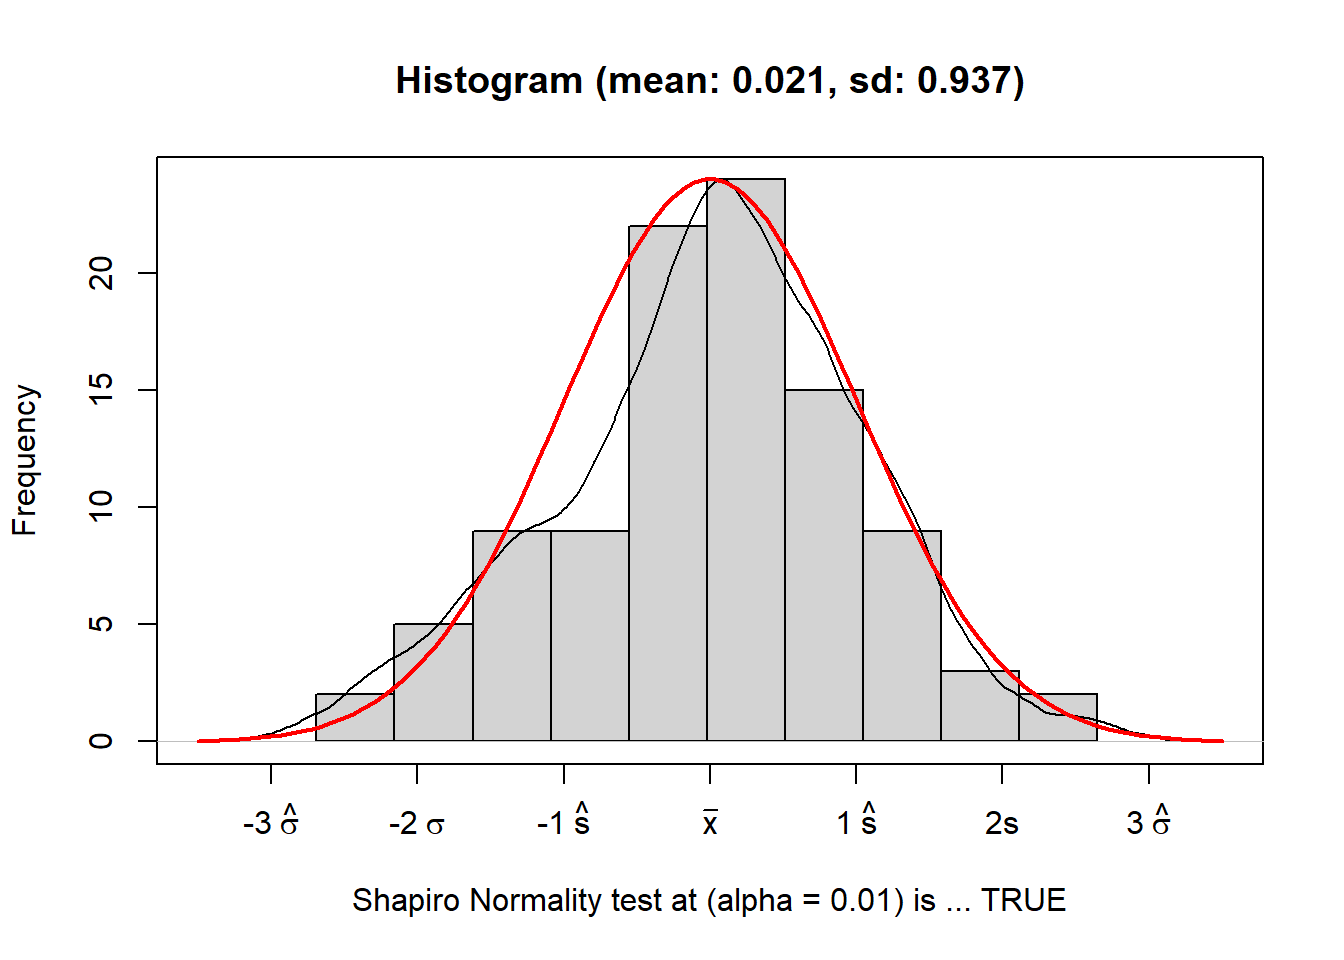 Histogram (mean: 0.021, sd: 0.937)
Frequency
20
15
10
5
0
-3 σ̂ -2 σ -1 ŝ x̄ 1 ŝ 2s 3 σ̂
Shapiro Normality test at (alpha = 0.01) is ... TRUE